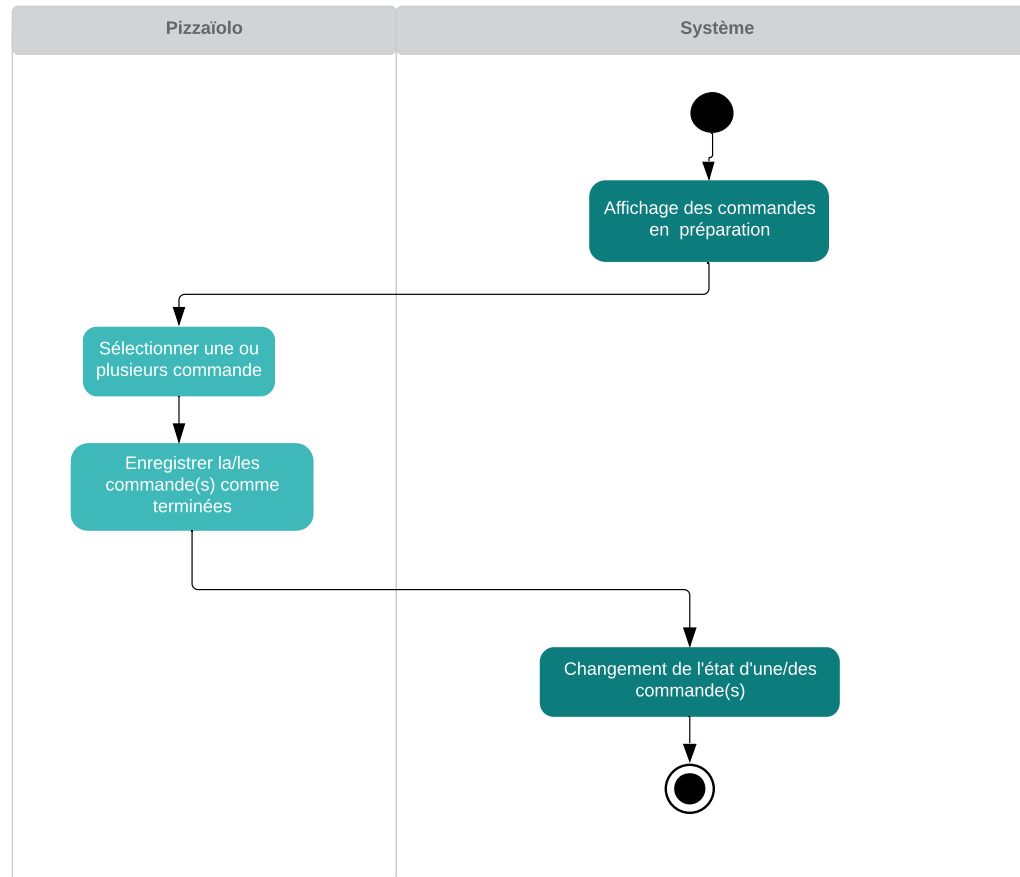 Pizzaïolo
Système
Affichage des commandes
en  préparation
Sélectionner une ou
plusieurs commande
Enregistrer la/les
commande(s) comme
terminées
Changement de l'état d'une/des
commande(s)